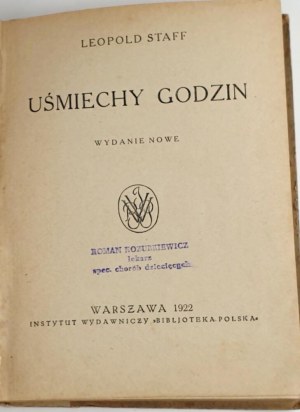 LEOPOLD STAFF
UŚMIECHY GODZIN
WYDANIE NOWE
ROMAN
lekarz
spec. chorób dziecięcych
WARSZAWA 1922
INSTYTUT WYDAWNICZY «BIBLJOTEKA POLSKA»